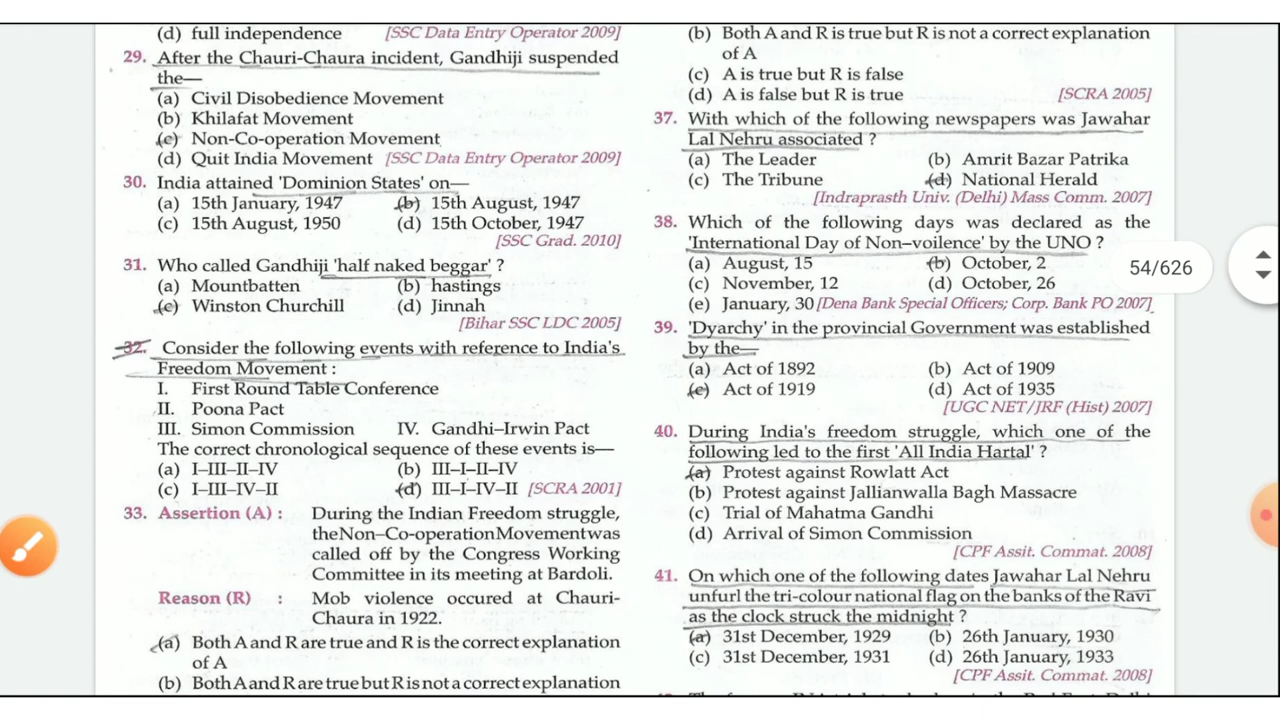 (d) full independence [SSC Data Entry Operator 2009]
29. After the Chauri-Chaura incident, Gandhiji suspended
the—
(a) Civil Disobedience Movement
(b) Khilafat Movement
(c) Non-Co-operation Movement
(d) Quit India Movement [SSC Data Entry Operator 2009]
30. India attained 'Dominion States' on—
(a) 15th January, 1947 (b) 15th August, 1947
(c) 15th August, 1950 (d) 15th October, 1947
[SSC Grad. 2010]
31. Who called Gandhiji 'half naked beggar' ?
(a) Mountbatten (b) hastings
(c) Winston Churchill (d) Jinnah
[Bihar SSC LDC 2005]
32. Consider the following events with reference to India's
Freedom Movement :
I. First Round Table Conference
II. Poona Pact
III. Simon Commission IV. Gandhi–Irwin Pact
The correct chronological sequence of these events is—
(a) I–III–II–IV (b) III–I–II–IV
(c) I–III–IV–II (d) III–I–IV–II [SCRA 2001]
33. Assertion (A) : During the Indian Freedom struggle,
the Non–Co-operation Movement was
called off by the Congress Working
Committee in its meeting at Bardoli.
Reason (R) : Mob violence occured at Chauri-
Chaura in 1922.
(a) Both A and R are true and R is the correct explanation
of A
(b) Both A and R are true but R is not a correct explanation
(b) Both A and R is true but R is not a correct explanation
of A
(c) A is true but R is false
(d) A is false but R is true [SCRA 2005]
37. With which of the following newspapers was Jawahar
Lal Nehru associated ?
(a) The Leader (b) Amrit Bazar Patrika
(c) The Tribune (d) National Herald
[Indraprasth Univ. (Delhi) Mass Comm. 2007]
38. Which of the following days was declared as the
'International Day of Non–voilence' by the UNO ?
(a) August, 15 (b) October, 2
(c) November, 12 (d) October, 26
(e) January, 30 [Dena Bank Special Officers; Corp. Bank PO 2007]
39. 'Dyarchy' in the provincial Government was established
by the—
(a) Act of 1892 (b) Act of 1909
(c) Act of 1919 (d) Act of 1935
[UGC NET/JRF (Hist) 2007]
40. During India's freedom struggle, which one of the
following led to the first 'All India Hartal' ?
(a) Protest against Rowlatt Act
(b) Protest against Jallianwalla Bagh Massacre
(c) Trial of Mahatma Gandhi
(d) Arrival of Simon Commission
[CPF Assit. Commat. 2008]
41. On which one of the following dates Jawahar Lal Nehru
unfurl the tri-colour national flag on the banks of the Ravi
as the clock struck the midnight ?
(a) 31st December, 1929 (b) 26th January, 1930
(c) 31st December, 1931 (d) 26th January, 1933
[CPF Assit. Commat. 2008]
54/626